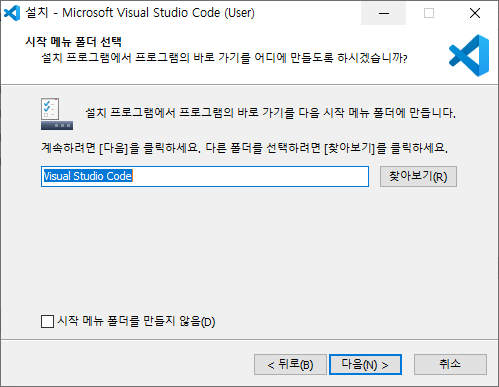 설치 - Microsoft Visual Studio Code (User)
시작 메뉴 폴더 선택
설치 프로그램에서 프로그램의 바로 가기를 어디에 만들도록 하시겠습니까?
설치 프로그램에서 프로그램의 바로 가기를 다음 시작 메뉴 폴더에 만듭니다.
계속하려면 [다음]을 클릭하세요. 다른 폴더를 선택하려면 [찾아보기]를 클릭하세요.
Visual Studio Code 찾아보기(R)
시작 메뉴 폴더를 만들지 않음(D)
< 뒤로(B) 다음(N) > 취소